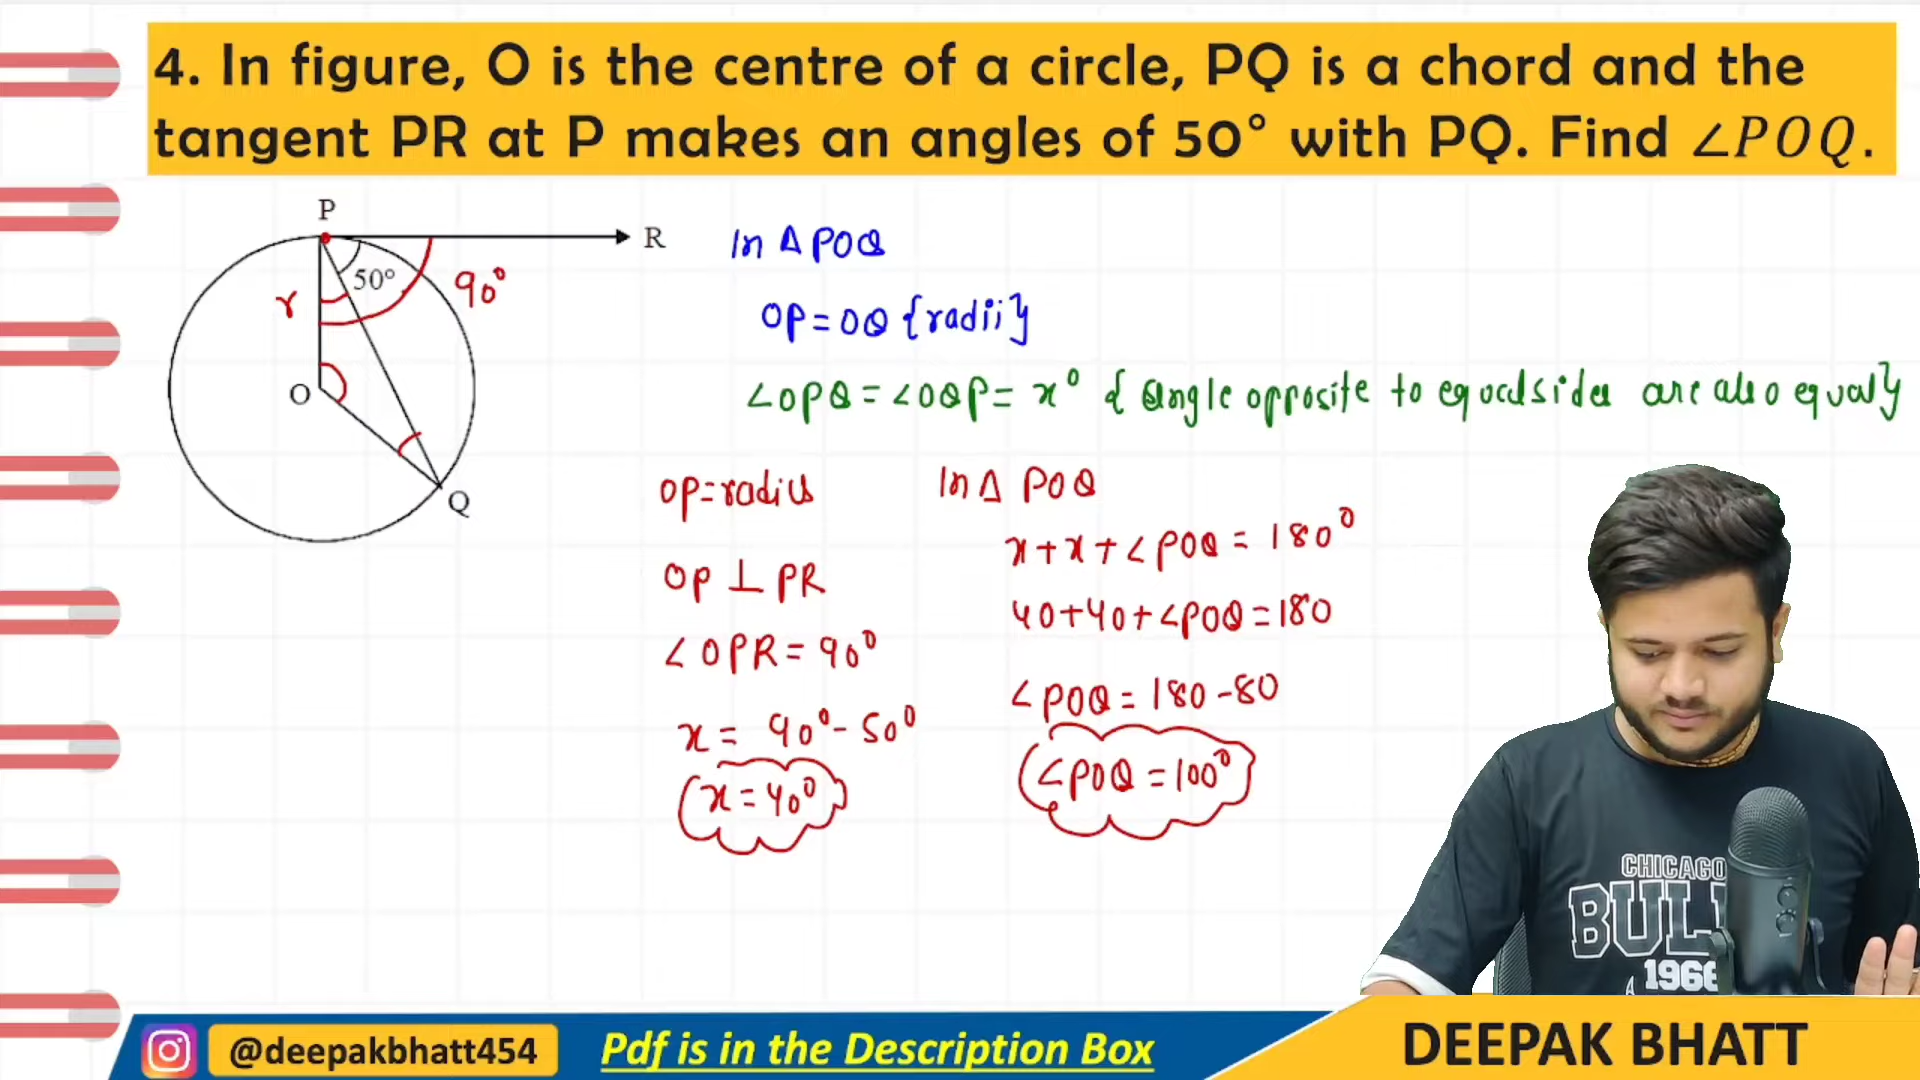 4. In figure, O is the centre of a circle, PQ is a chord and the
tangent PR at P makes an angles of 50° with PQ. Find ∠POQ.
P
R
50°
90°
r
O
Q
In Δ POQ
OP = OQ {radii}
∠OPQ = ∠OQP = x° { angle opposite to equal sides are also equal}
OP = radius
OP ⊥ PR
∠OPR = 90°
x = 90° - 50°
x = 40°
In Δ POQ
x + x + ∠POQ = 180°
40 + 40 + ∠POQ = 180
∠POQ = 180 - 80
∠POQ = 100°
CHICAGO
BULL
1966
@deepakbhatt454
Pdf is in the Description Box
DEEPAK BHATT